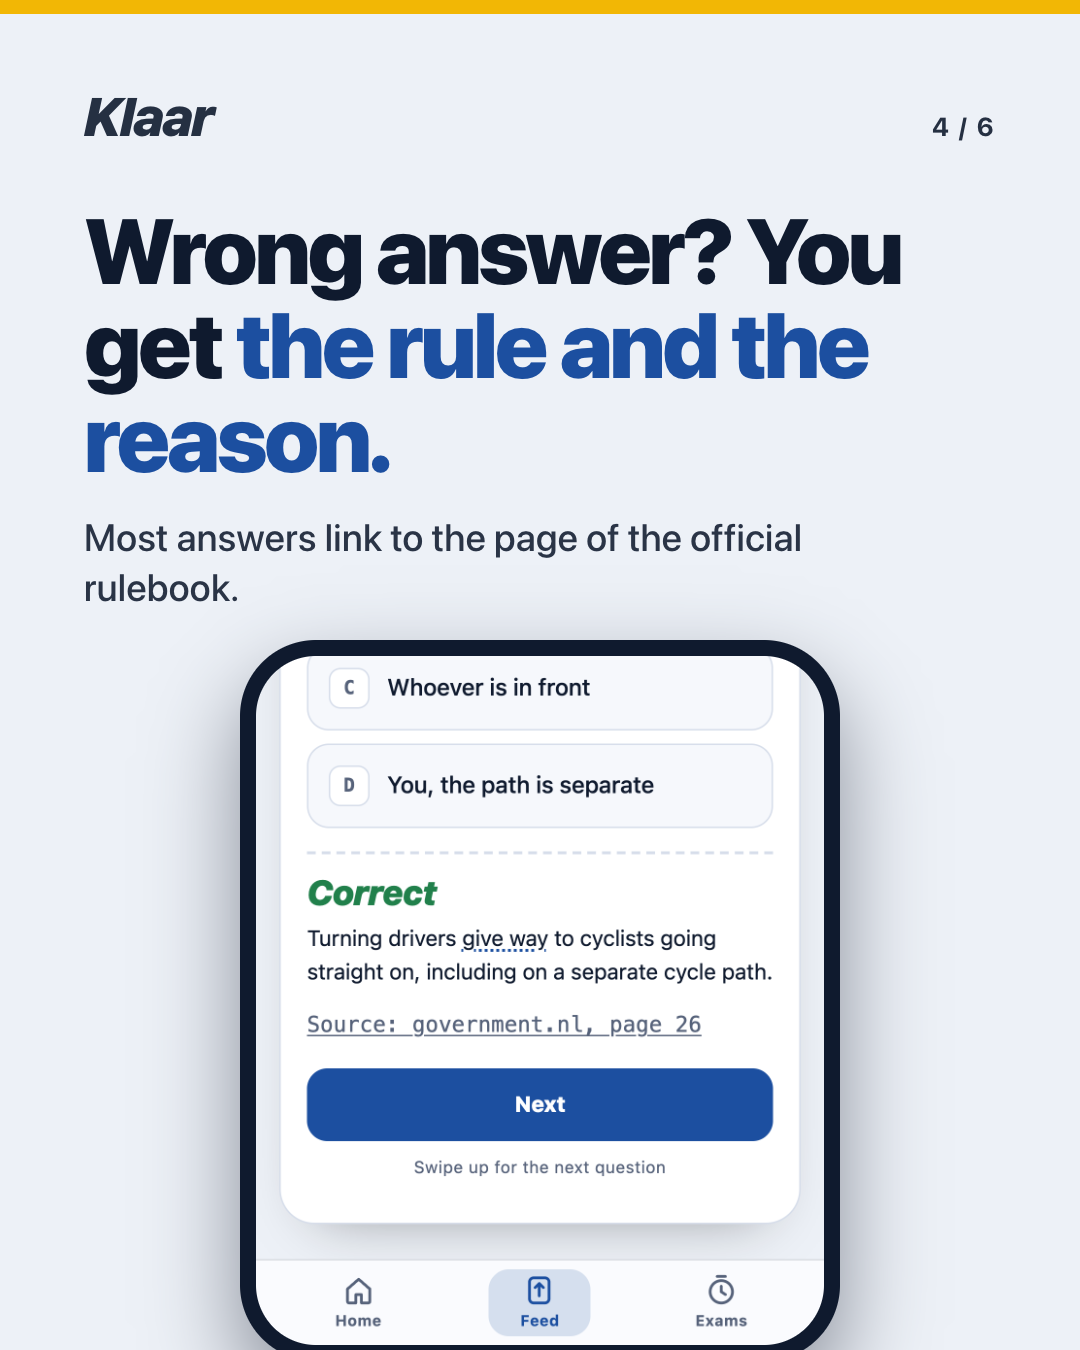 Klaar
4 / 6
Wrong answer? You
get the rule and the
reason.
Most answers link to the page of the official
rulebook.
C Whoever is in front
D You, the path is separate
Correct
Turning drivers give way to cyclists going
straight on, including on a separate cycle path.
Source: government.nl, page 26
Next
Swipe up for the next question
Home Feed Exams